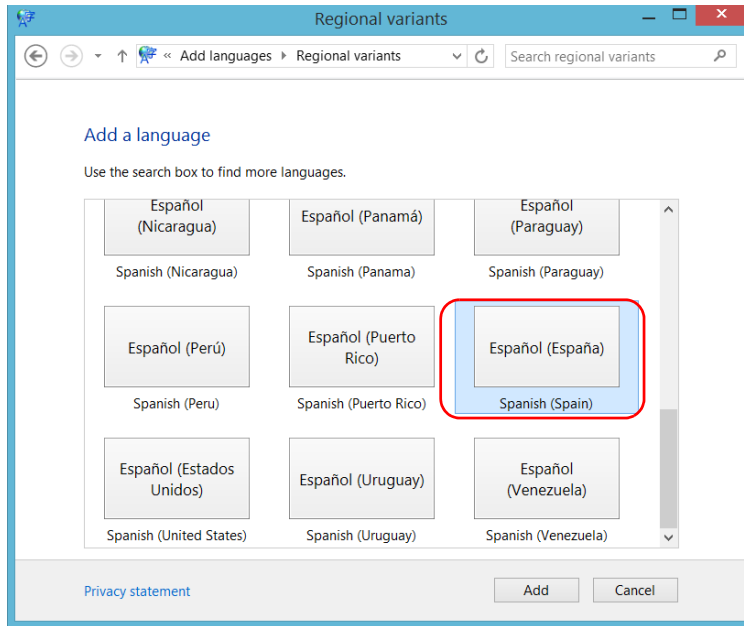 Regional variants
« Add languages Regional variants Search regional variants
Add a language
Use the search box to find more languages.
Español
(Nicaragua)
Español (Panamá)
Español
(Paraguay)
Spanish (Nicaragua)
Spanish (Panama)
Spanish (Paraguay)
Español (Perú)
Español (Puerto
Rico)
Español (España)
Spanish (Peru)
Spanish (Puerto Rico)
Spanish (Spain)
Español (Estados
Unidos)
Español (Uruguay)
Español
(Venezuela)
Spanish (United States)
Spanish (Uruguay)
Spanish (Venezuela)
Privacy statement
Add
Cancel